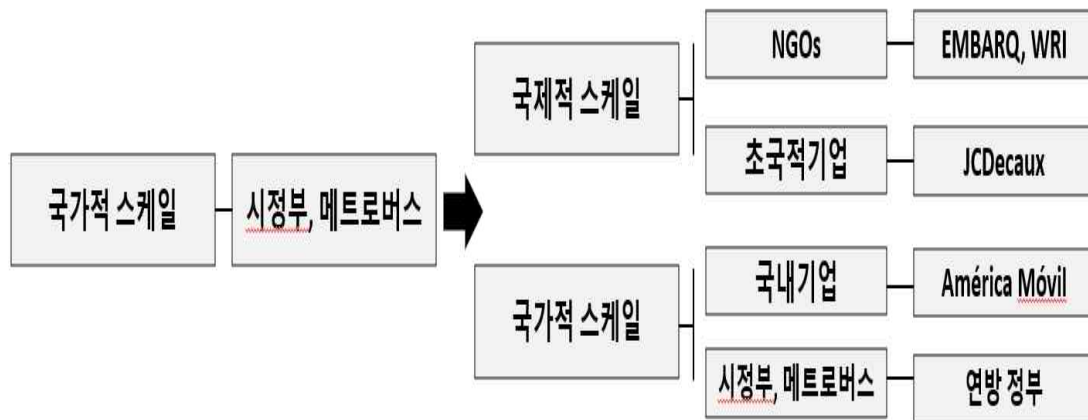 국가적 스케일
시정부, 메트로버스
국제적 스케일
NGOs
EMBARQ, WRI
초국적기업
JCDecaux
국가적 스케일
국내기업
América Móvil
시정부, 메트로버스
연방 정부